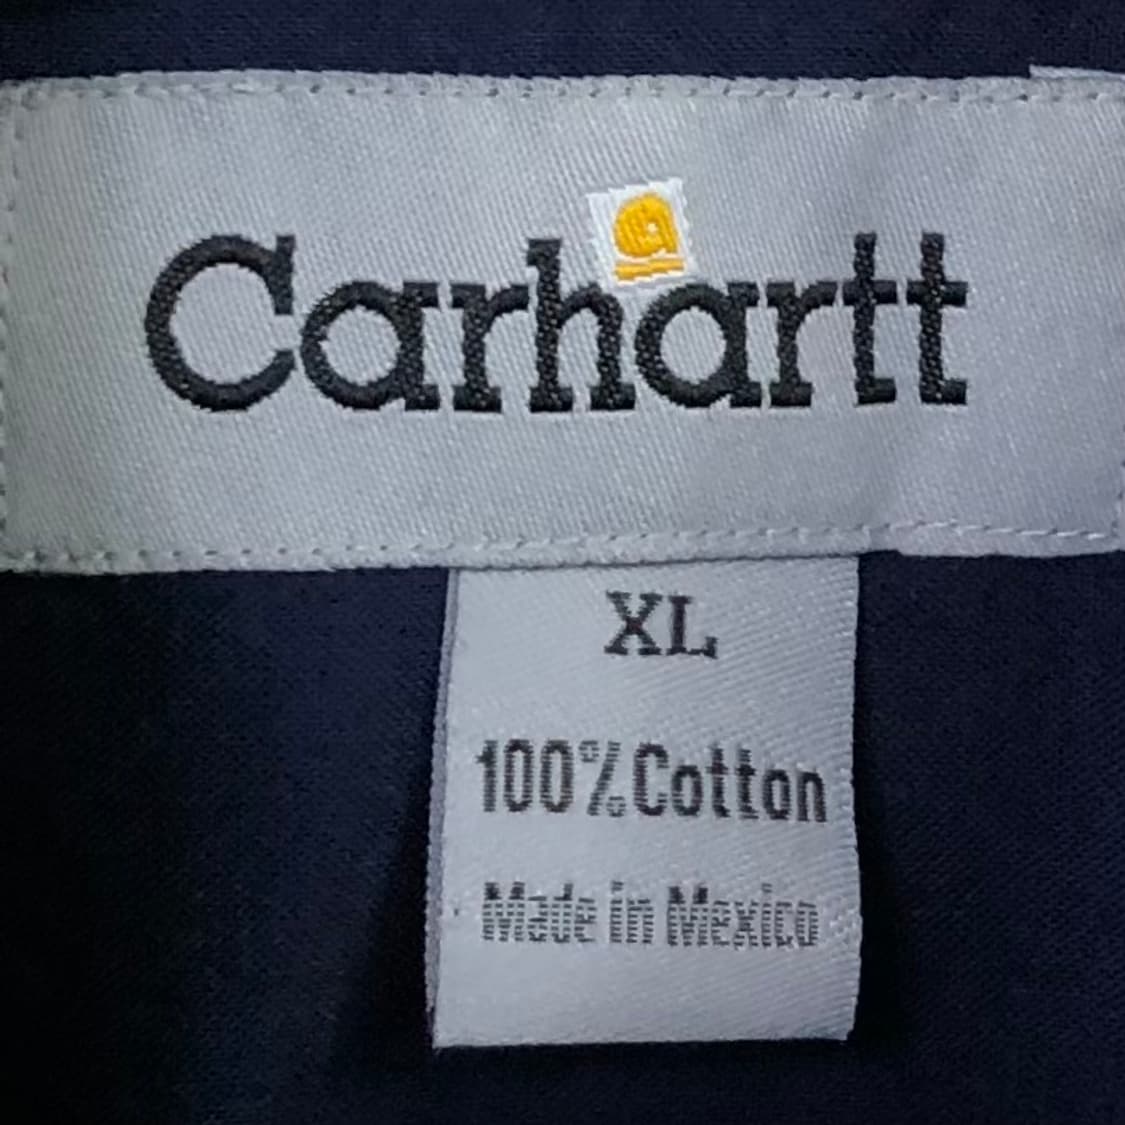 Carhartt
XL
100% Cotton
Made in Mexico